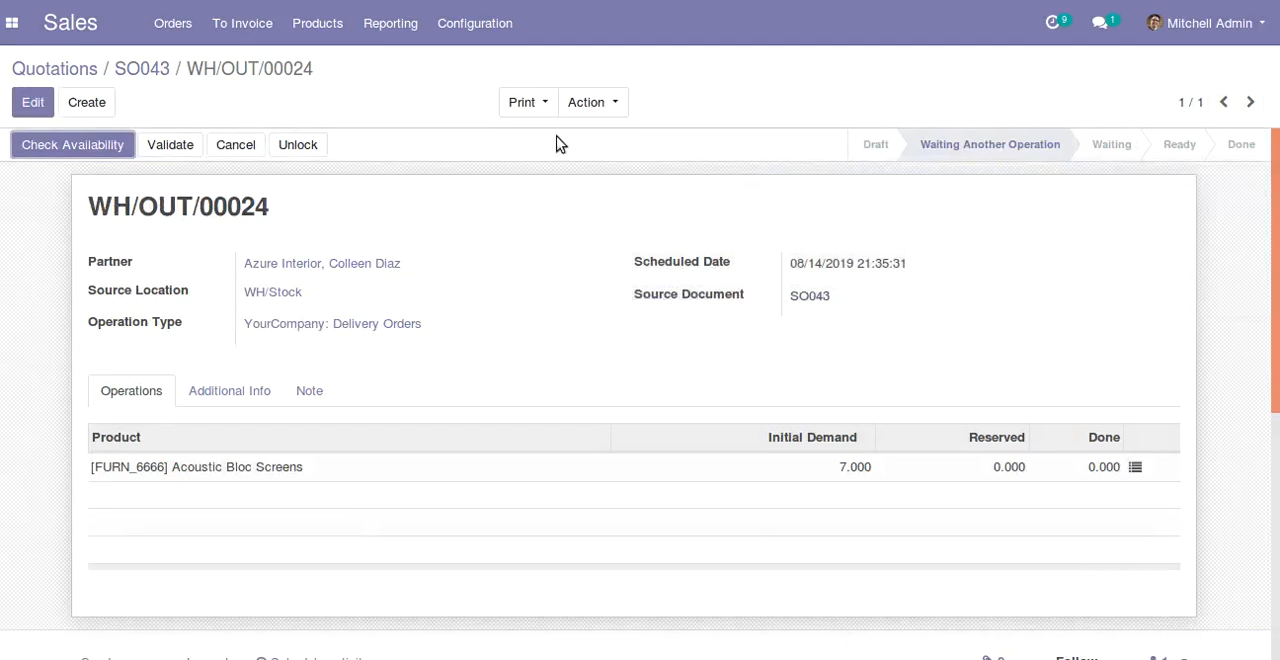 Sales Orders To Invoice Products Reporting Configuration 9 1 Mitchell Admin
Quotations / SO043 / WH/OUT/00024
Edit Create Print Action 1 / 1
Check Availability Validate Cancel Unlock Draft Waiting Another Operation Waiting Ready Done
WH/OUT/00024
Partner Azure Interior, Colleen Diaz Scheduled Date 08/14/2019 21:35:31
Source Location WH/Stock Source Document SO043
Operation Type YourCompany: Delivery Orders
Operations Additional Info Note
Product Initial Demand Reserved Done
[FURN_6666] Acoustic Bloc Screens 7.000 0.000 0.000
Follow